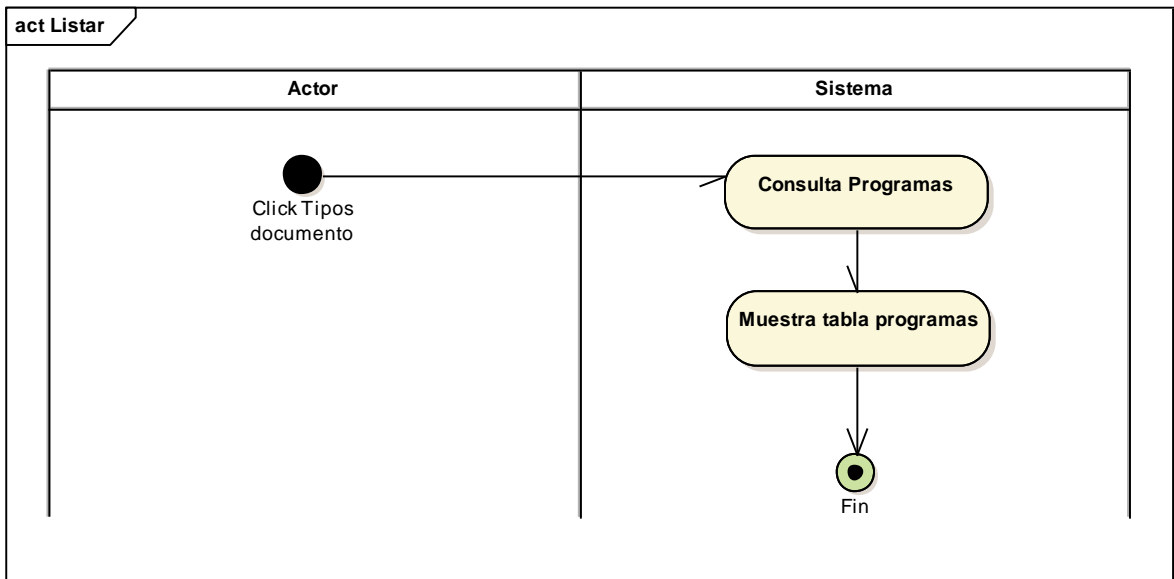 act Listar
Actor
Sistema
Click Tipos
documento
Consulta Programas
Muestra tabla programas
Fin